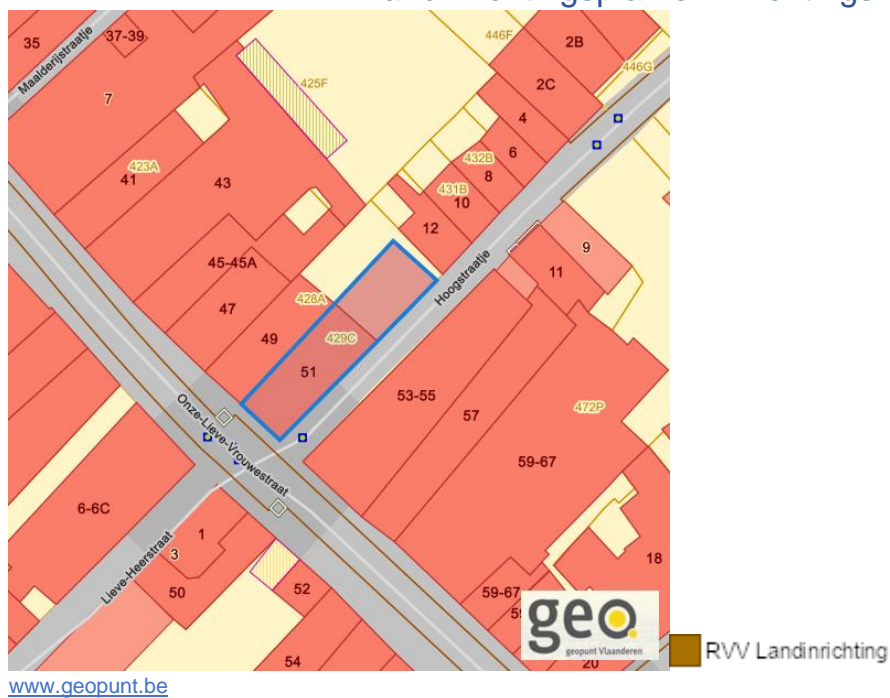 35
37-39
Maalderijstraatje
7
425F
446F
2B
446G
2C
4
6
432B
8
431B
10
12
423A
41
43
9
11
Hoogstraatje
45-45A
47
428A
49
429C
51
53-55
57
472P
59-67
Onze-Lieve-Vrouwestraat
6-6C
1
3
Lieve-Heerstraat
50
52
54
18
59-67
20
geo
geopunt Vlaanderen
RVV Landinrichting
www.geopunt.be